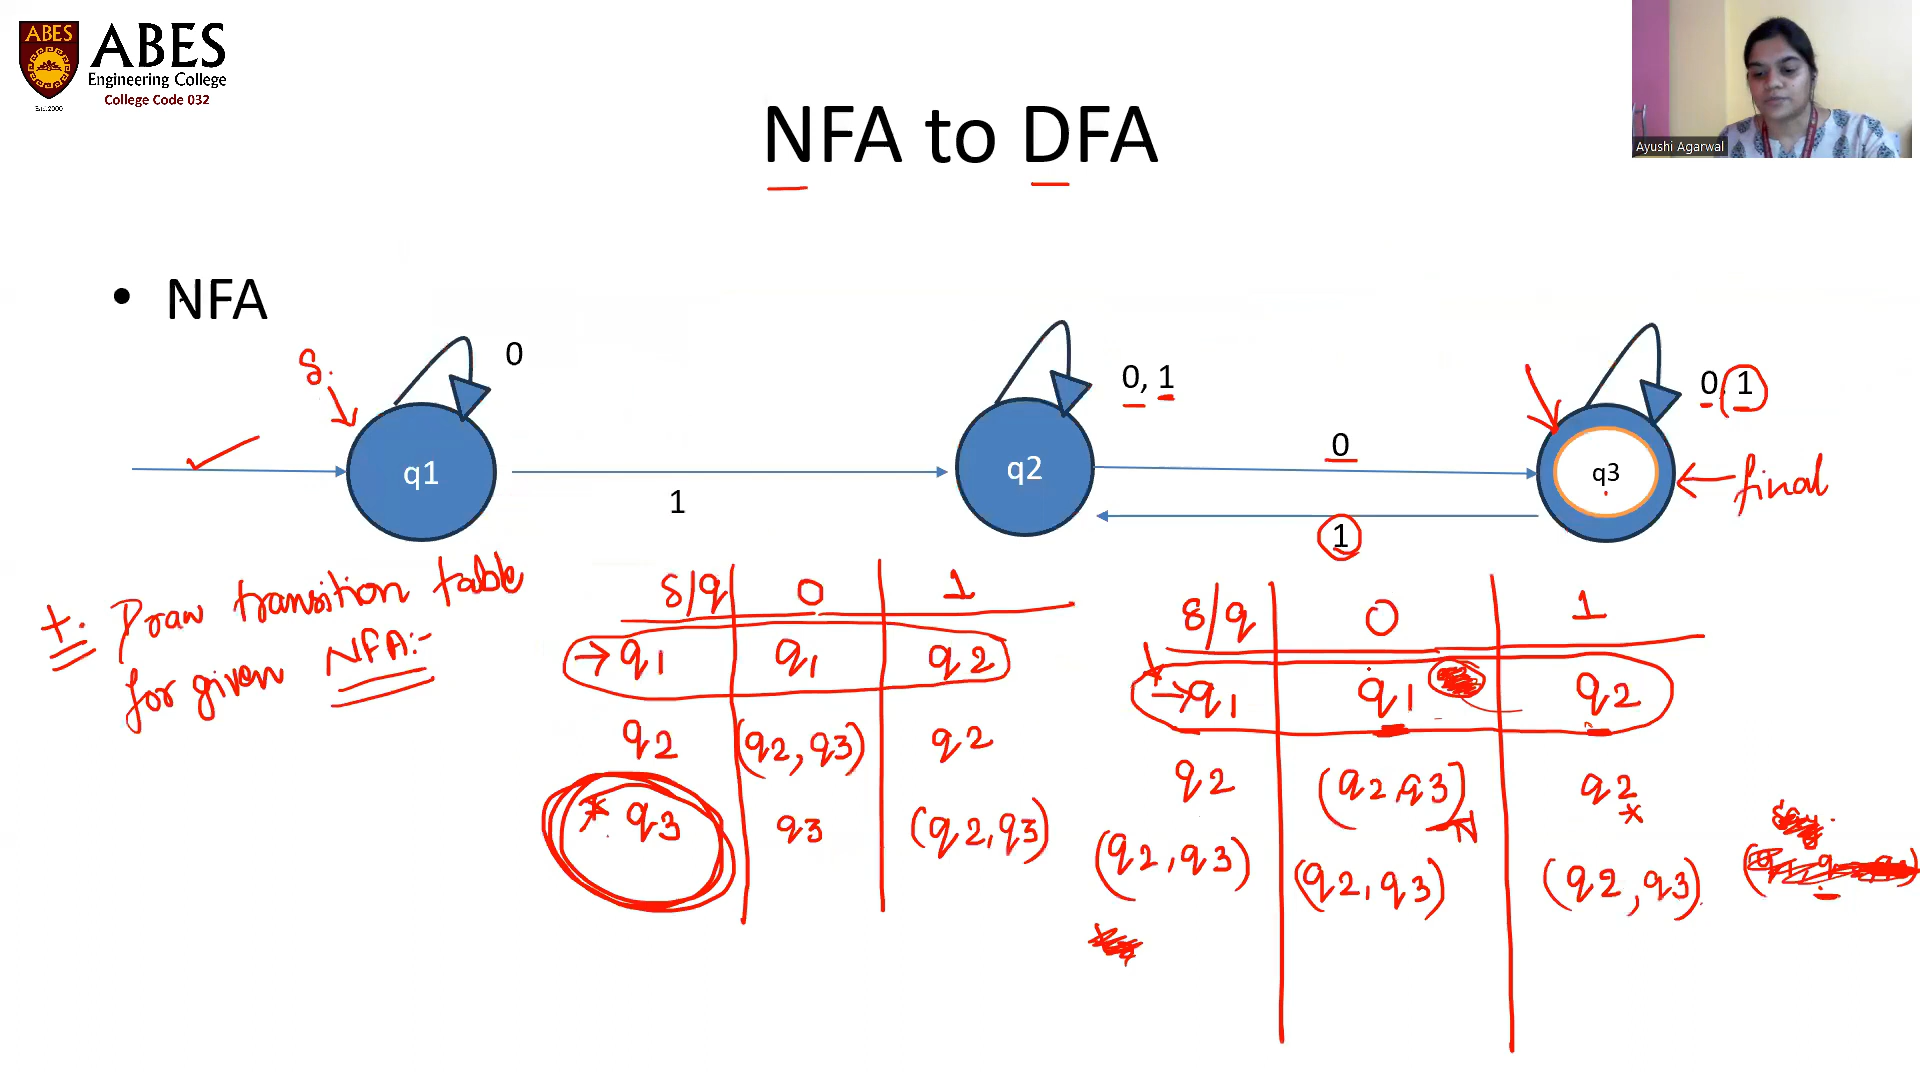 ABES
ABES
Engineering College
College Code 032
Estd. 2000
Ayushi Agarwal
NFA to DFA
• NFA
S.
0
0, 1
0, 1
q1
1
q2
0
1
q3
final
1. Draw transition table
for given NFA:-
δ/q 0 1
→q1 q1 q2
q2 (q2,q3) q2
* q3 q3 (q2,q3)
δ/q 0 1
→q1 q1 q2
q2 (q2,q3) q2
*
(q2,q3) (q2,q3) (q2,q3)